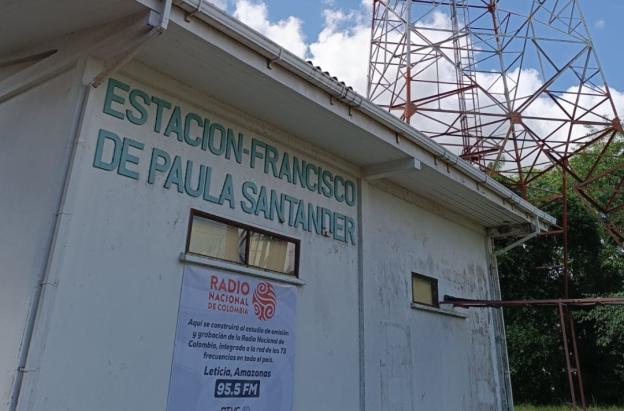 ESTACION-FRANCISCO
DE PAULA SANTANDER
RADIO
NACIONAL
DE COLOMBIA
Aquí se construirá el estudio de emisión
y grabación de la Radio Nacional de
Colombia, integrada a la red de las 73
frecuencias en todo el país.
Leticia, Amazonas
95.5 FM
RTVC